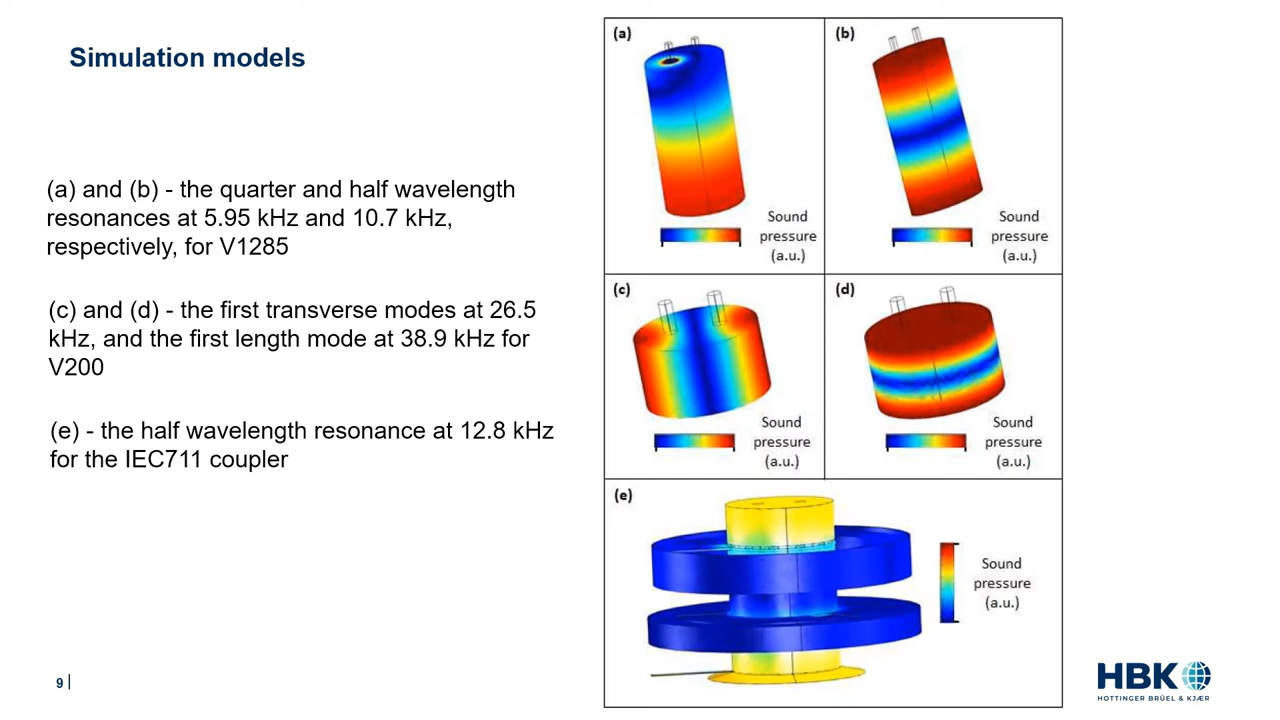 Simulation models
(a) and (b) - the quarter and half wavelength
resonances at 5.95 kHz and 10.7 kHz,
respectively, for V1285
(c) and (d) - the first transverse modes at 26.5
kHz, and the first length mode at 38.9 kHz for
V200
(e) - the half wavelength resonance at 12.8 kHz
for the IEC711 coupler
(a)
Sound
pressure
(a.u.)
(b)
Sound
pressure
(a.u.)
(c)
Sound
pressure
(a.u.)
(d)
Sound
pressure
(a.u.)
(e)
Sound
pressure
(a.u.)
9 |
HBK
HOTTINGER BRÜEL & KJÆR